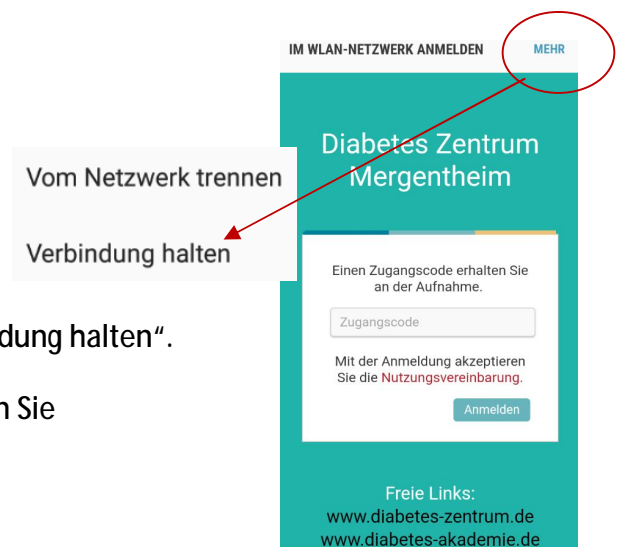 IM WLAN-NETZWERK ANMELDEN MEHR
Diabetes Zentrum
Mergentheim
Vom Netzwerk trennen
Verbindung halten
Einen Zugangscode erhalten Sie
an der Aufnahme.
Zugangscode
Mit der Anmeldung akzeptieren
Sie die Nutzungsvereinbarung.
Anmelden
dung halten“.
n Sie
Freie Links:
www.diabetes-zentrum.de
www.diabetes-akademie.de